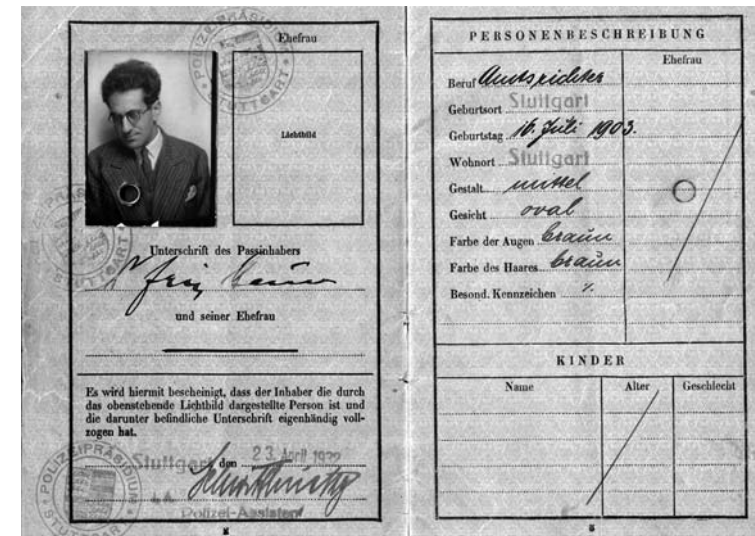 Ehefrau
Lichtbild
POLIZEIPRÄSIDIUM
STUTTGART
Unterschrift des Passinhabers
und seiner Ehefrau
Es wird hiermit bescheinigt, dass der Inhaber die durch
das obenstehende Lichtbild dargestellte Person ist und
die darunter befindliche Unterschrift eigenhändig voll-
zogen hat.
Stuttgart, den 23. April
Polizei-Assistent
PERSONENBESCHREIBUNG
Ehefrau
Beruf Amtsrichter
Geburtsort Stuttgart
Geburtstag 16. Juli 1903.
Wohnort Stuttgart
Gestalt mittel
Gesicht oval
Farbe der Augen braun
Farbe des Haares braun
Besond. Kennzeichen %
KINDER
Name Alter Geschlecht